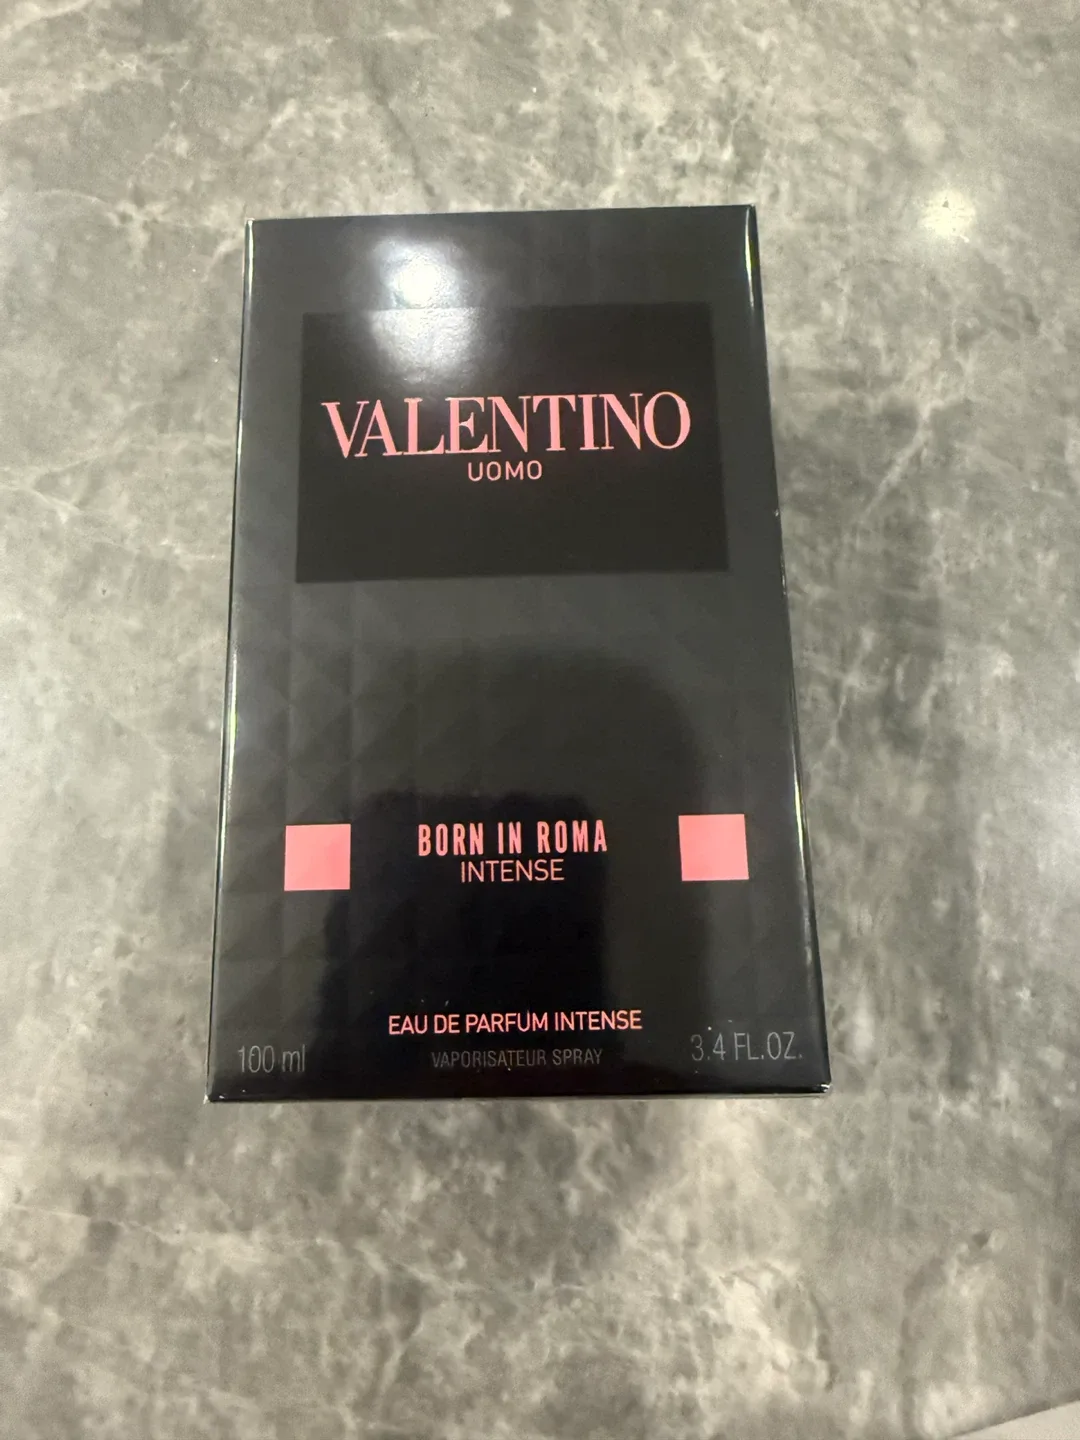 VALENTINO
UOMO
BORN IN ROMA
INTENSE
EAU DE PARFUM INTENSE
100 ml VAPORISATEUR SPRAY 3.4 FL.OZ.